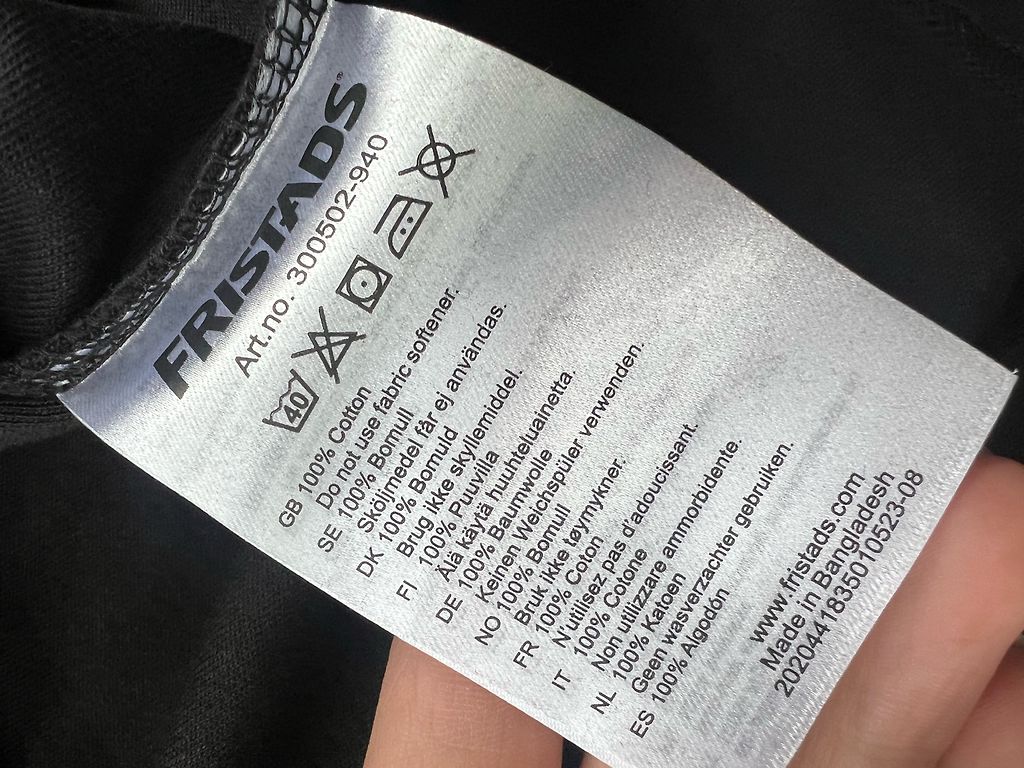 FRISTADS®
Art.no. 300502-940
40
GB 100% Cotton
Do not use fabric softener.
SE 100% Bomull
Sköljmedel får ej användas.
DK 100% Bomuld
Brug ikke skyllemiddel.
FI 100% Puuvilla
Älä käytä huuhteluainetta.
DE 100% Baumwolle
Keinen Weichspüler verwenden.
NO 100% Bomull
Bruk ikke tøymykner.
FR 100% Coton
N'utilisez pas d'adoucissant.
IT 100% Cotone
Non utilizzare ammorbidente.
NL 100% Katoen
Geen wasverzachter gebruiken.
ES 100% Algodón
www.fristads.com
Made in Bangladesh
2020441835010523-08